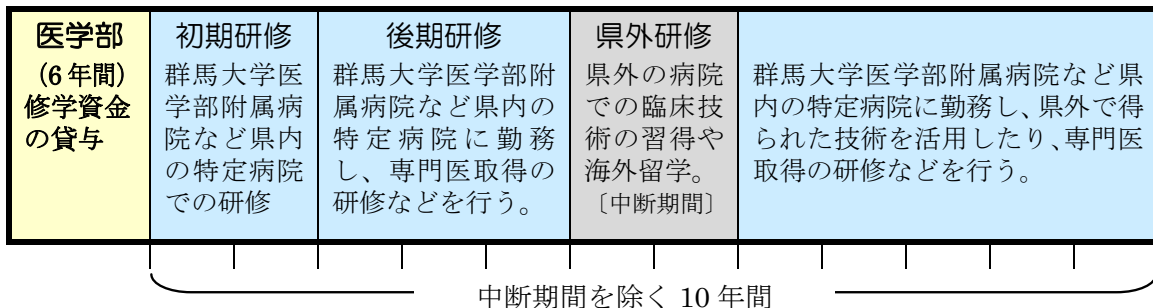 医学部
(6年間)
修学資金
の貸与
初期研修
群馬大学医
学部附属病
院など県内
の特定病院
での研修
後期研修
群馬大学医学部附
属病院など県内の
特定病院に勤務
し、専門医取得の
研修などを行う。
県外研修
県外の病院
での臨床技
術の習得や
海外留学。
〔中断期間〕
群馬大学医学部附属病院など県
内の特定病院に勤務し、県外で得
られた技術を活用したり、専門医
取得の研修などを行う。
中断期間を除く 10 年間